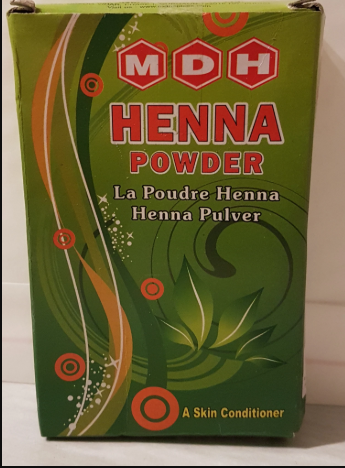 MDH
HENNA
POWDER
La Poudre Henna
Henna Pulver
A Skin Conditioner